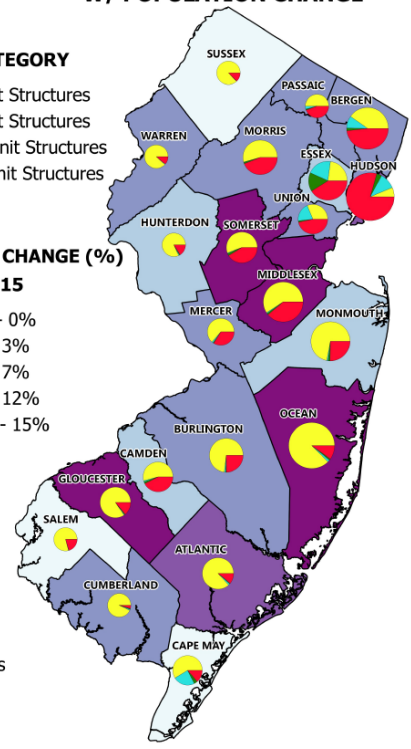 W/ POPULATION CHANGE
TEGORY
t Structures
t Structures
nit Structures
nit Structures
CHANGE (%)
15
- 0%
3%
7%
12%
- 15%
SUSSEX
PASSAIC
BERGEN
WARREN
MORRIS
ESSEX
HUDSON
UNION
HUNTERDON
SOMERSET
MIDDLESEX
MERCER
MONMOUTH
OCEAN
BURLINGTON
CAMDEN
GLOUCESTER
SALEM
ATLANTIC
CUMBERLAND
CAPE MAY
s